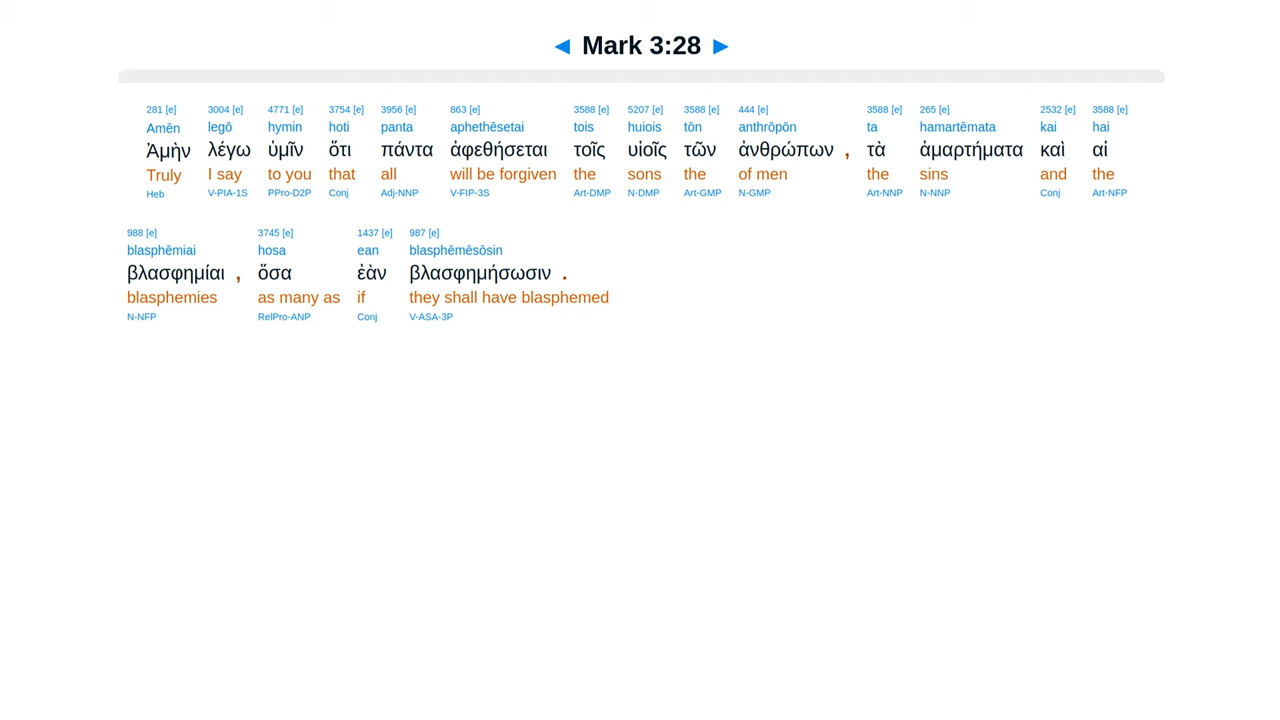 ◄ Mark 3:28 ►
281 [e] 3004 [e] 4771 [e] 3754 [e] 3956 [e] 863 [e] 3588 [e] 5207 [e] 3588 [e] 444 [e] 3588 [e] 265 [e] 2532 [e] 3588 [e]
Amēn legō hymin hoti panta aphethēsetai tois huiois tōn anthrōpōn ta hamartēmata kai hai
Ἀμὴν λέγω ὑμῖν ὅτι πάντα ἀφεθήσεται τοῖς υἱοῖς τῶν ἀνθρώπων , τὰ ἁμαρτήματα καὶ αἱ
Truly I say to you that all will be forgiven the sons the of men the sins and the
Heb V-PIA-1S PPro-D2P Conj Adj-NNP V-FIP-3S Art-DMP N-DMP Art-GMP N-GMP Art-NNP N-NNP Conj Art-NFP
988 [e] 3745 [e] 1437 [e] 987 [e]
blasphēmiai hosa ean blasphēmēsōsin
βλασφημίαι , ὅσα ἐὰν βλασφημήσωσιν .
blasphemies as many as if they shall have blasphemed
N-NFP RelPro-ANP Conj V-ASA-3P